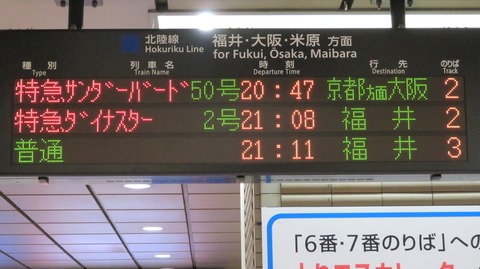 北陸線 福井・大阪・米原 方面
Hokuriku Line for Fukui, Osaka, Maibara
種別 列車名 時刻 行先 のりば
Type Train Name Departure Time Destination Track
特急 サンダーバード 50号 20:47 京都方面大阪 2
特急 ダイナスター 2号 21:08 福井 2
普通 21:11 福井 3
「6番・7番のりば」への